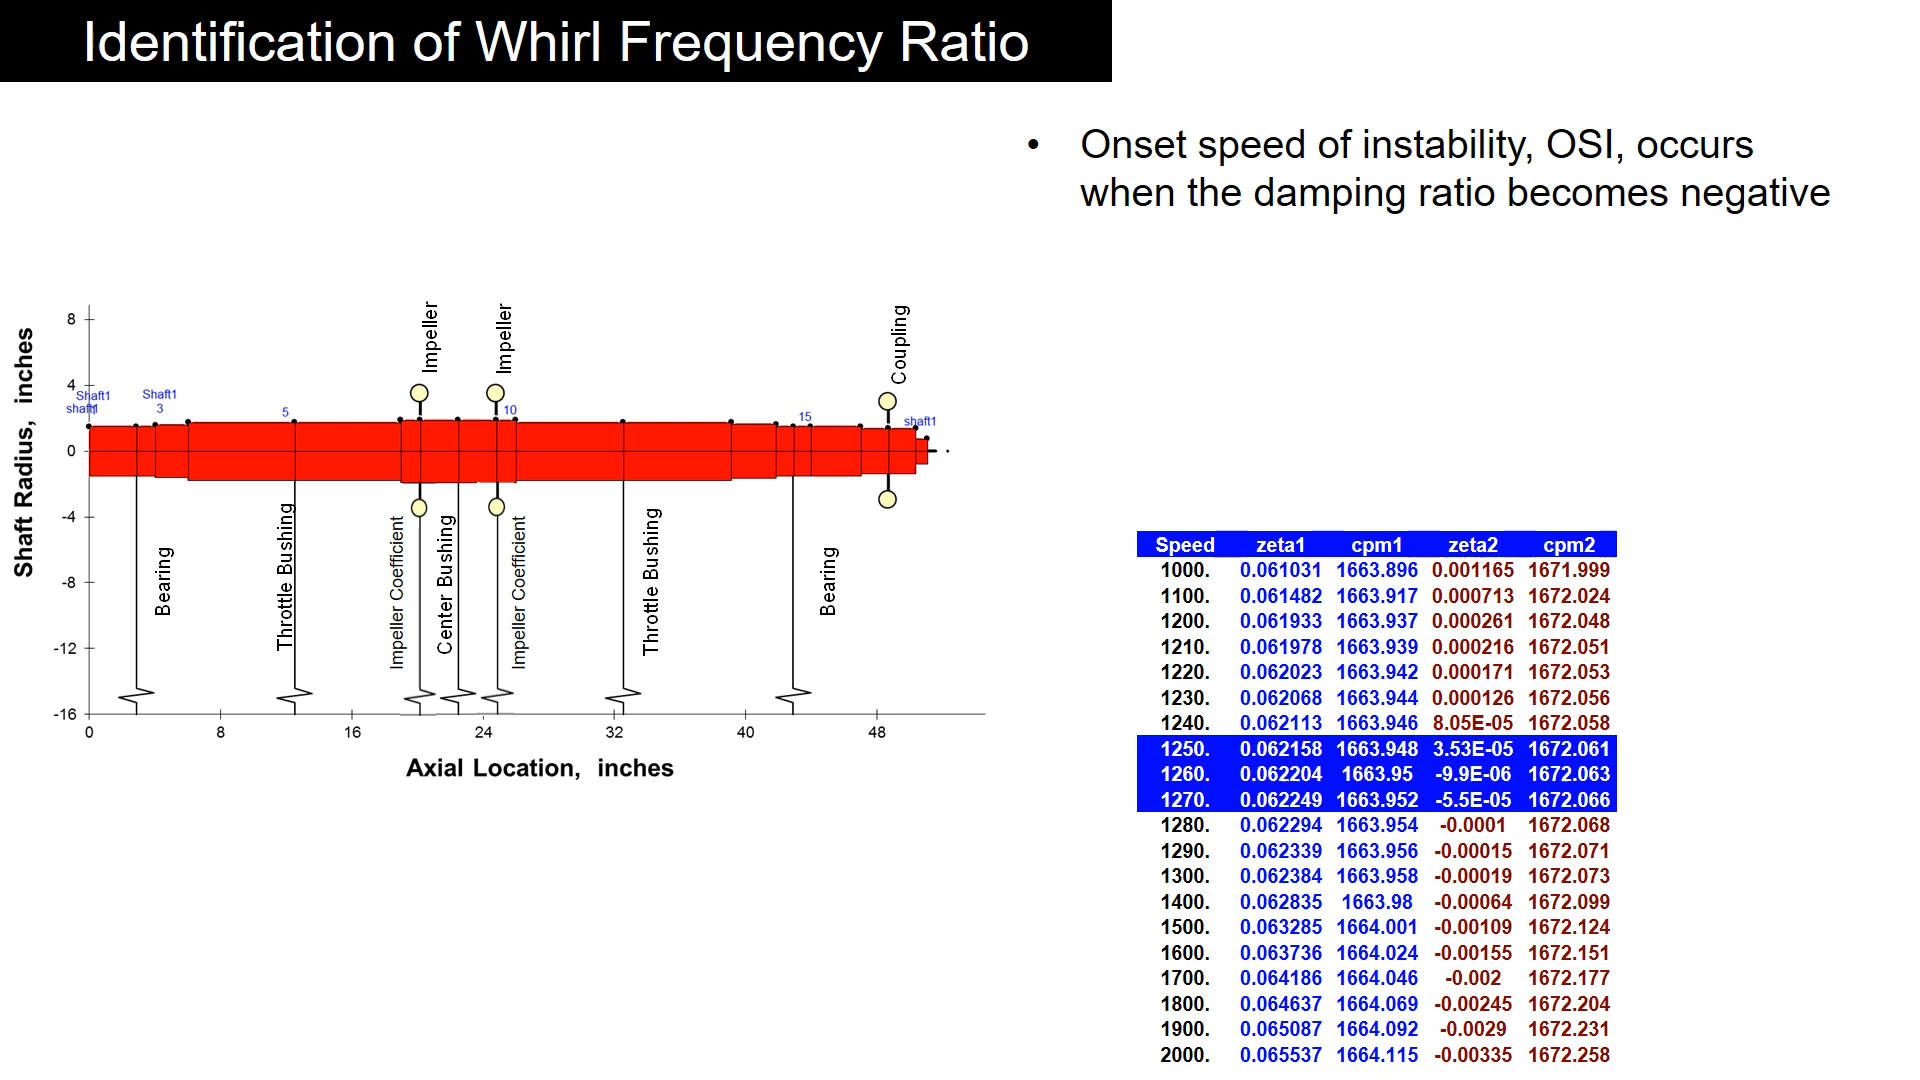 Identification of Whirl Frequency Ratio
• Onset speed of instability, OSI, occurs
when the damping ratio becomes negative
Shaft Radius, inches
8
4
0
-4
-8
-12
-16
Shaft1
shaft1
Shaft1
3
5
10
15
shaft1
Impeller
Impeller
Coupling
Bearing
Throttle Bushing
Impeller Coefficient
Center Bushing
Impeller Coefficient
Throttle Bushing
Bearing
0 8 16 24 32 40 48
Axial Location, inches
Speed zeta1 cpm1 zeta2 cpm2
1000. 0.061031 1663.896 0.001165 1671.999
1100. 0.061482 1663.917 0.000713 1672.024
1200. 0.061933 1663.937 0.000261 1672.048
1210. 0.061978 1663.939 0.000216 1672.051
1220. 0.062023 1663.942 0.000171 1672.053
1230. 0.062068 1663.944 0.000126 1672.056
1240. 0.062113 1663.946 8.05E-05 1672.058
1250. 0.062158 1663.948 3.53E-05 1672.061
1260. 0.062204 1663.95 -9.9E-06 1672.063
1270. 0.062249 1663.952 -5.5E-05 1672.066
1280. 0.062294 1663.954 -0.0001 1672.068
1290. 0.062339 1663.956 -0.00015 1672.071
1300. 0.062384 1663.958 -0.00019 1672.073
1400. 0.062835 1663.98 -0.00064 1672.099
1500. 0.063285 1664.001 -0.00109 1672.124
1600. 0.063736 1664.024 -0.00155 1672.151
1700. 0.064186 1664.046 -0.002 1672.177
1800. 0.064637 1664.069 -0.00245 1672.204
1900. 0.065087 1664.092 -0.0029 1672.231
2000. 0.065537 1664.115 -0.00335 1672.258